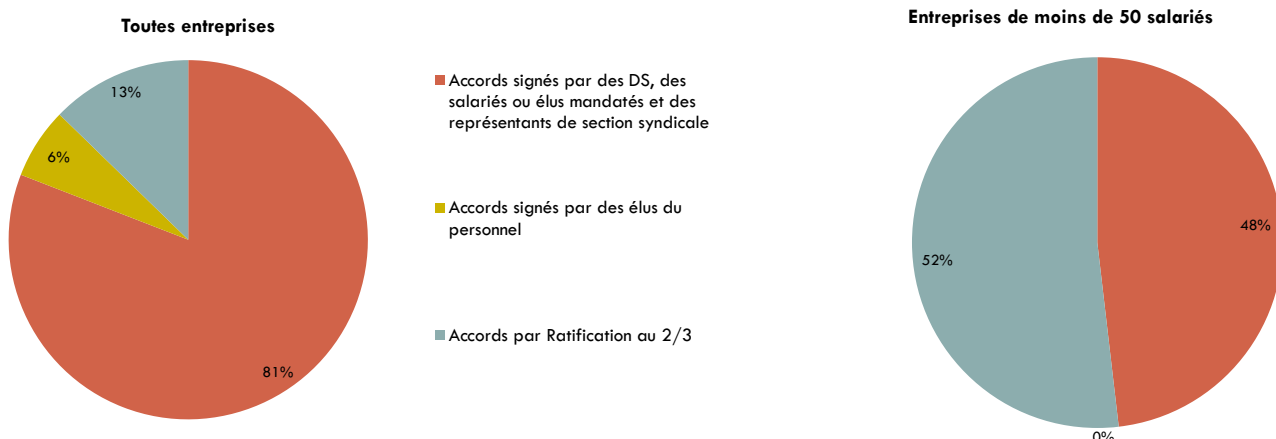 Toutes entreprises
13%
6%
81%
Accords signés par des DS, des
salariés ou élus mandatés et des
représentants de section syndicale
Accords signés par des élus du
personnel
Accords par Ratification au 2/3
Entreprises de moins de 50 salariés
48%
52%
0%